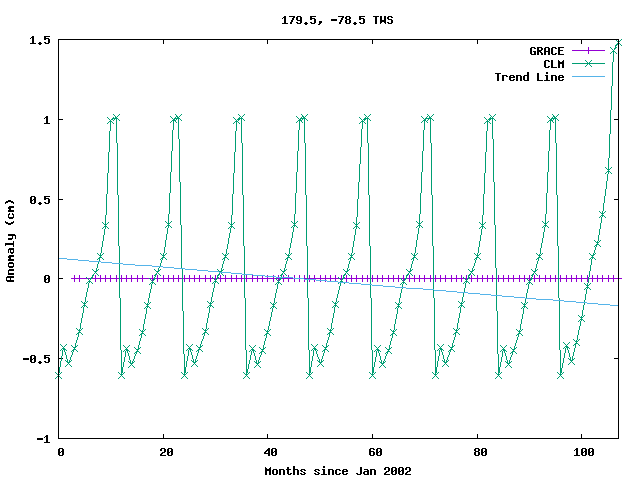 179.5, -78.5 TWS
GRACE
CLM
Trend Line
1.5
1
0.5
0
-0.5
-1
Anomaly (cm)
0 20 40 60 80 100
Months since Jan 2002